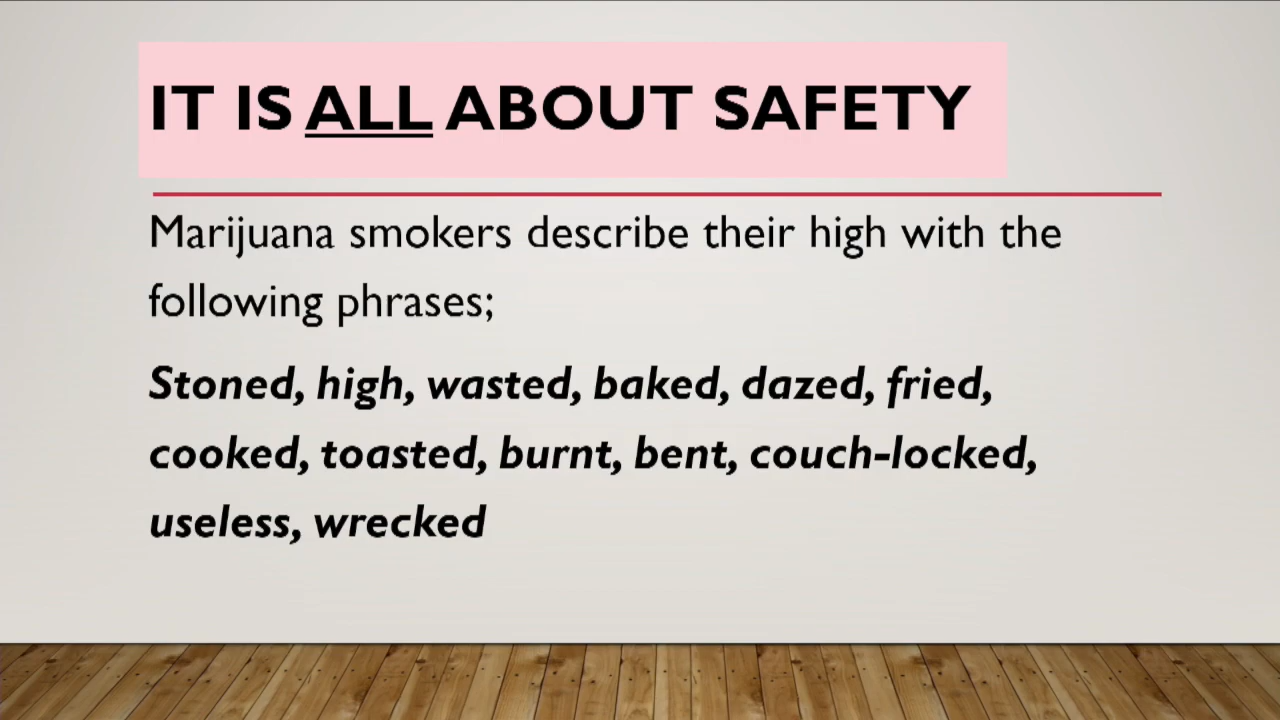 IT IS ALL ABOUT SAFETY
Marijuana smokers describe their high with the
following phrases;
Stoned, high, wasted, baked, dazed, fried,
cooked, toasted, burnt, bent, couch-locked,
useless, wrecked